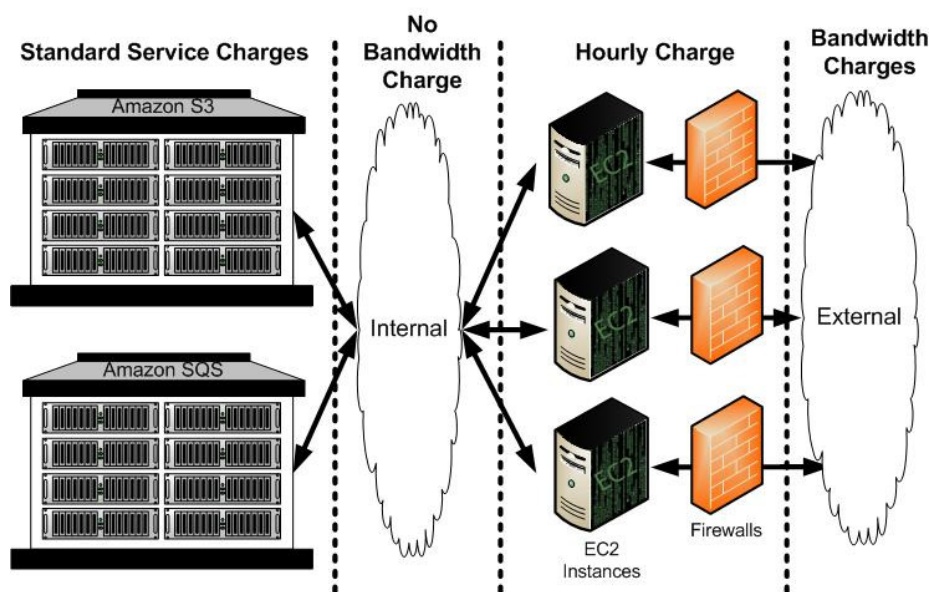 Standard Service Charges
No
Bandwidth
Charge
Hourly Charge
Bandwidth
Charges
Amazon S3
EC2
EC2
EC2
Internal
External
Amazon SQS
EC2
Instances
Firewalls